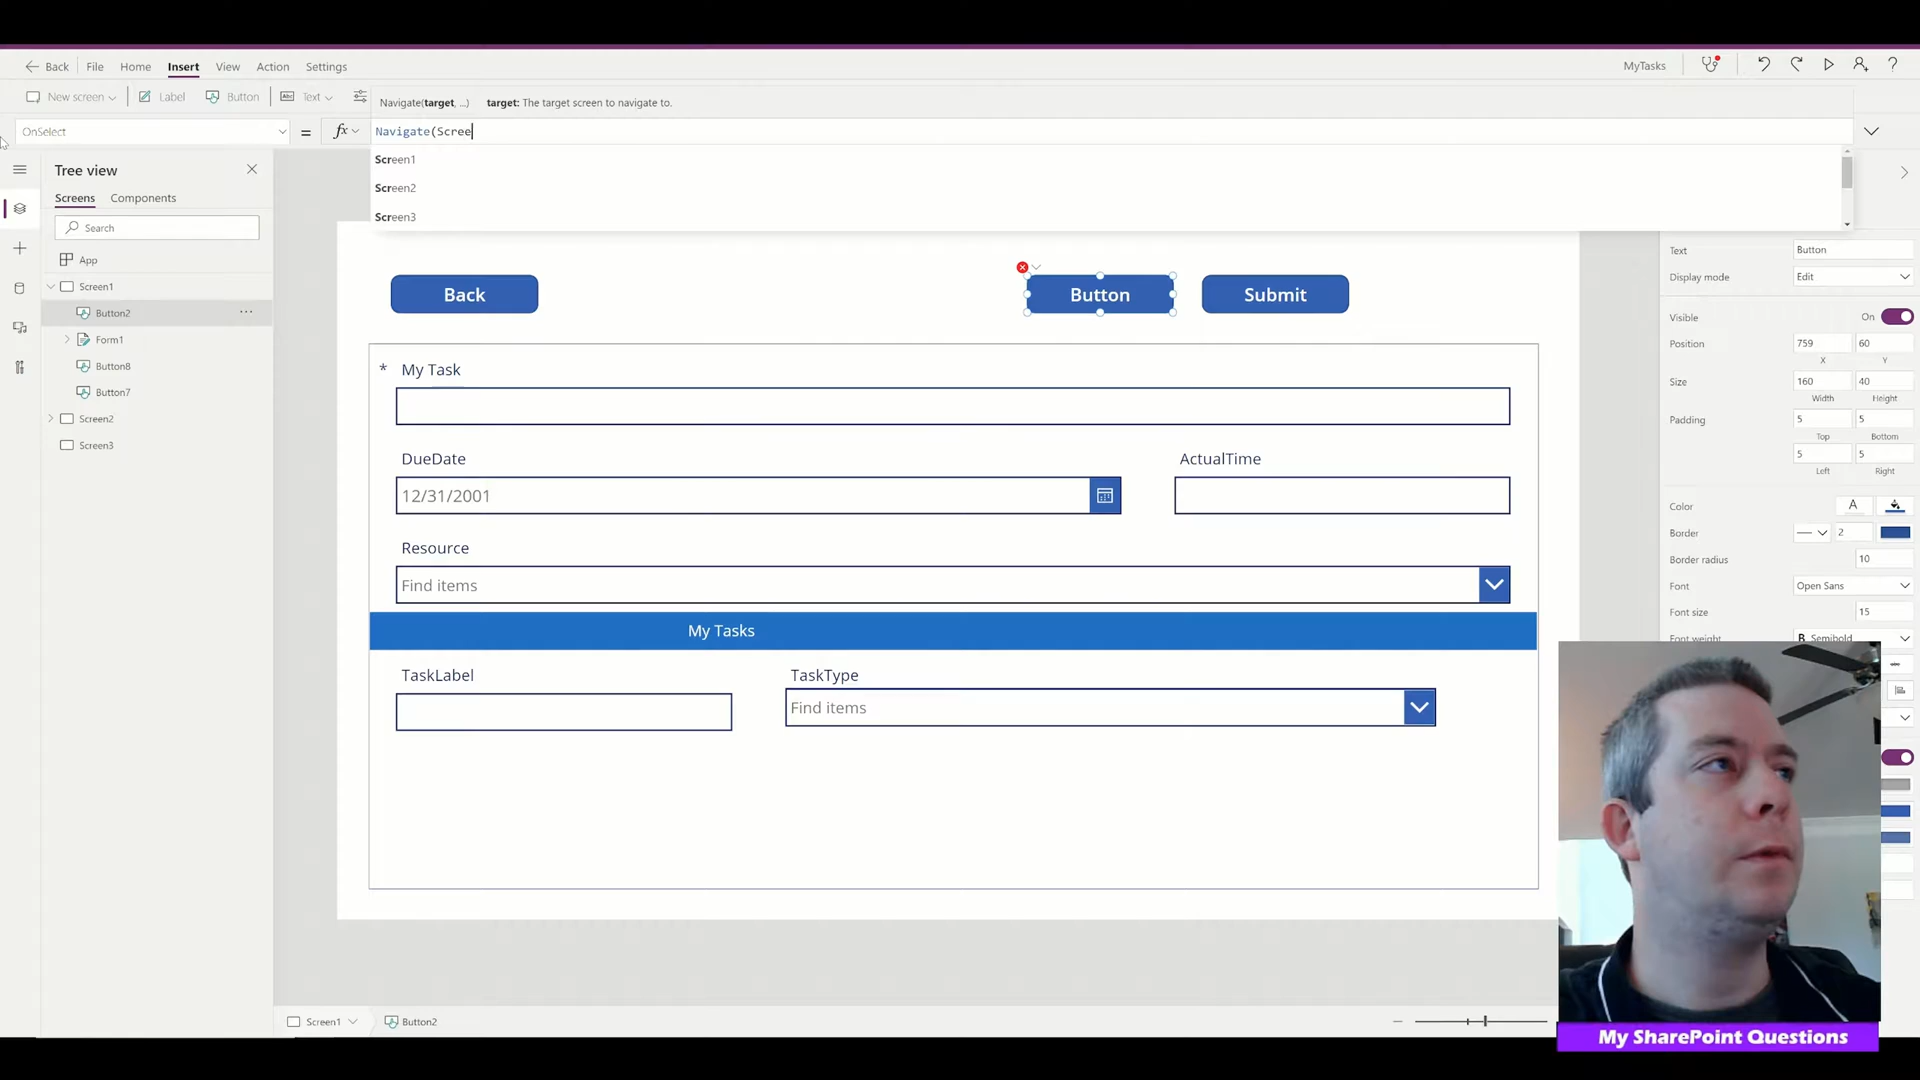 Back File Home Insert View Action Settings MyTasks ?
New screen Label Button Abc Text
Navigate(target, ...) target: The target screen to navigate to.
OnSelect = fx Navigate(Scree
Screen1
Screen2
Screen3
Tree view
Screens Components
Search
App
Screen1
Button2 ...
Form1
Button8
Button7
Screen2
Screen3
Back Button Submit
* My Task
DueDate ActualTime
12/31/2001
Resource
Find items
My Tasks
TaskLabel TaskType
Find items
Text Button
Display mode Edit
Visible On
Position 759 60
X Y
Size 160 40
Width Height
Padding 5 5
Top Bottom
5 5
Left Right
Color A
Border 2
Border radius 10
Font Open Sans
Font size 15
Font weight B Semibold
Screen1 Button2
My SharePoint Questions